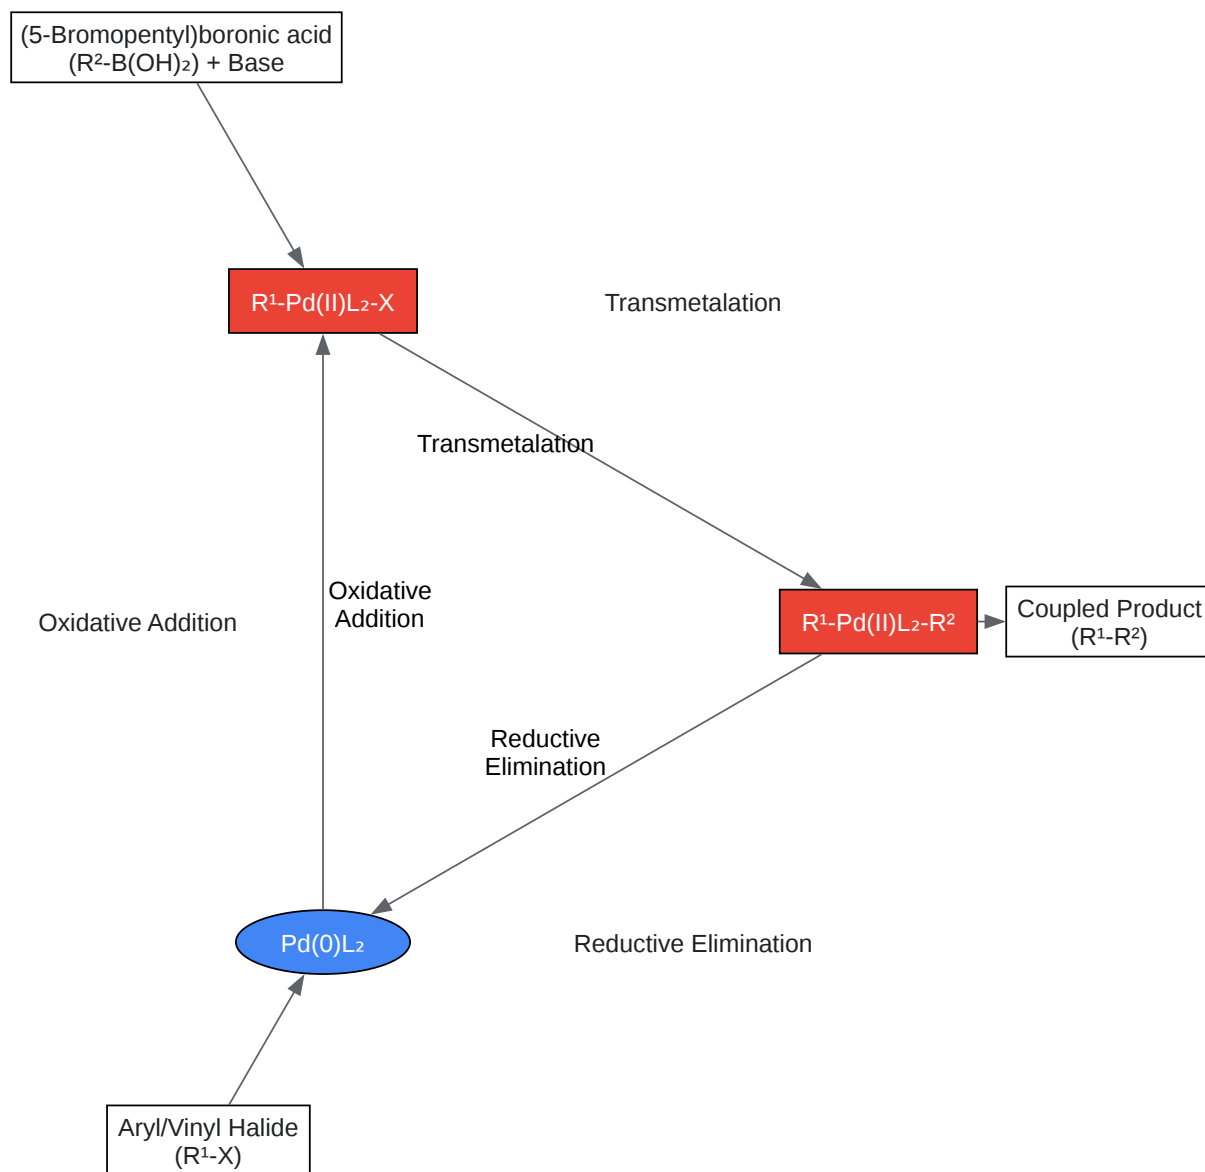 (5-Bromopentyl)boronic acid
(R²-B(OH)₂) + Base
R¹-Pd(II)L₂-X
Transmetalation
Transmetalation
Oxidative
Addition
Oxidative Addition
R¹-Pd(II)L₂-R²
Coupled Product
(R¹-R²)
Reductive
Elimination
Pd(0)L₂
Reductive Elimination
Aryl/Vinyl Halide
(R¹-X)